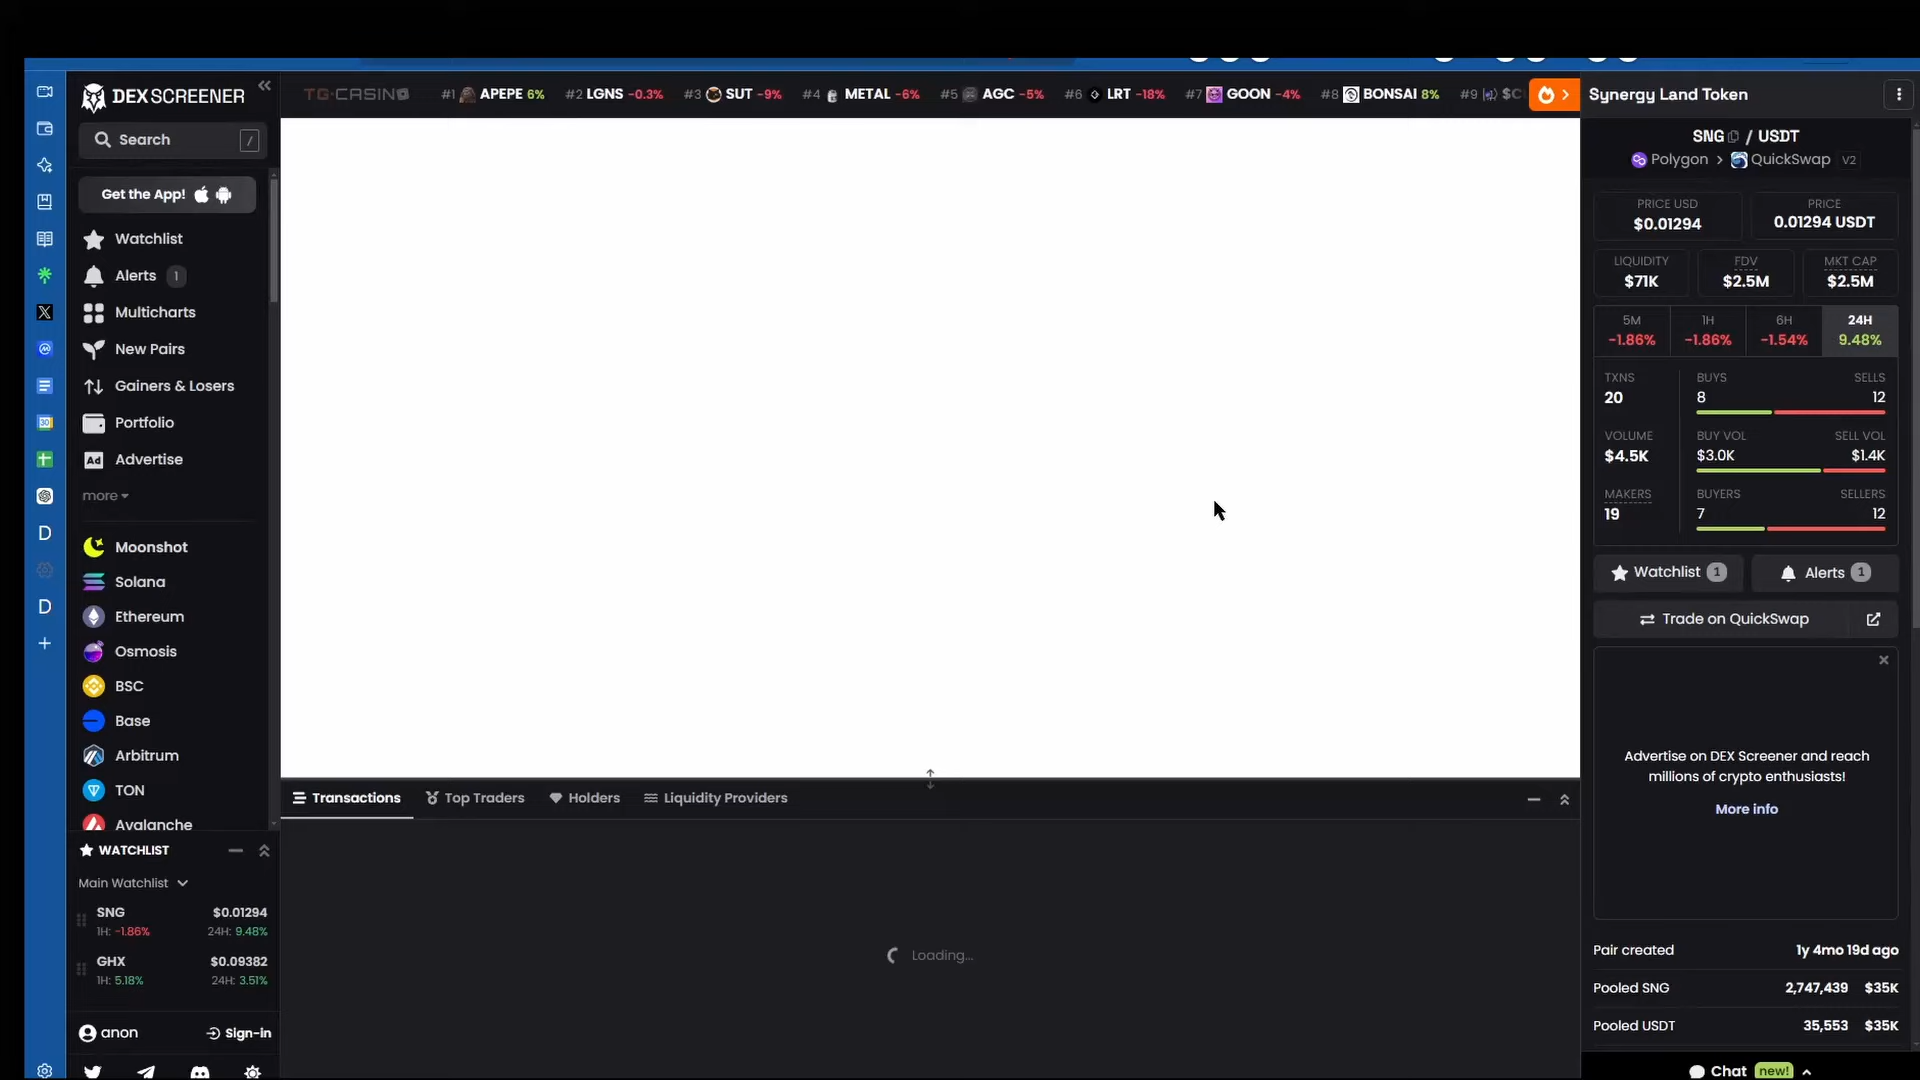 DEXSCREENER
Search
/
Get the App!
Watchlist
Alerts 1
Multicharts
New Pairs
Gainers & Losers
Portfolio
Ad Advertise
more
Moonshot
Solana
Ethereum
Osmosis
BSC
Base
Arbitrum
TON
Avalanche
WATCHLIST
Main Watchlist
SNG $0.01294
1H: -1.86% 24H: 9.48%
GHX $0.09382
1H: 5.18% 24H: 3.51%
anon Sign-in
TG.CASINO #1 APEPE 6% #2 LGNS -0.3% #3 SUT -9% #4 METAL -6% #5 AGC -5% #6 LRT -18% #7 GOON -4% #8 BONSAI 8% #9
Transactions Top Traders Holders Liquidity Providers
Loading...
Synergy Land Token
SNG / USDT
Polygon > QuickSwap V2
PRICE USD PRICE
$0.01294 0.01294 USDT
LIQUIDITY FDV MKT CAP
$71K $2.5M $2.5M
5M 1H 6H 24H
-1.86% -1.86% -1.54% 9.48%
TXNS BUYS SELLS
20 8 12
VOLUME BUY VOL SELL VOL
$4.5K $3.0K $1.4K
MAKERS BUYERS SELLERS
19 7 12
Watchlist 1 Alerts 1
Trade on QuickSwap
Advertise on DEX Screener and reach
millions of crypto enthusiasts!
More info
Pair created 1y 4mo 19d ago
Pooled SNG 2,747,439 $35K
Pooled USDT 35,553 $35K
Chat new!